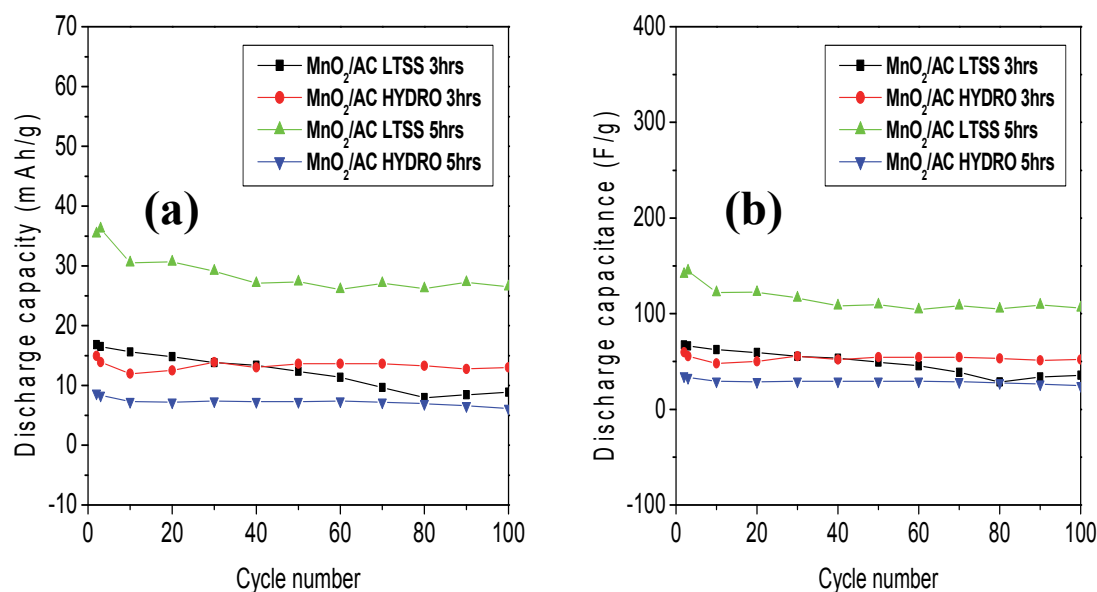 70
60
50
40
30
20
10
0
-10
Discharge capacity (mAh/g)
MnO2/AC LTSS 3hrs
MnO2/AC HYDRO 3hrs
MnO2/AC LTSS 5hrs
MnO2/AC HYDRO 5hrs
(a)
0 20 40 60 80 100
Cycle number
400
300
200
100
0
-100
Discharge capacitance (F/g)
MnO2/AC LTSS 3hrs
MnO2/AC HYDRO 3hrs
MnO2/AC LTSS 5hrs
MnO2/AC HYDRO 5hrs
(b)
0 20 40 60 80 100
Cycle number